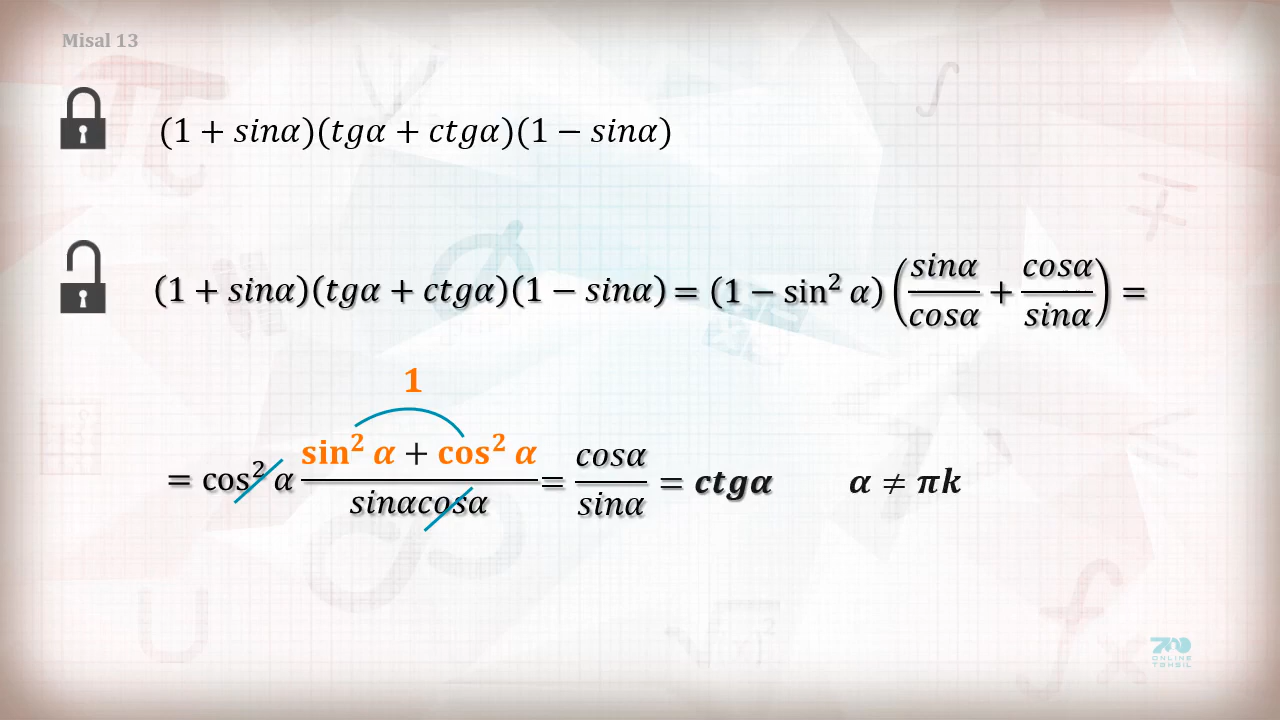 Misal 13
(1 + sinα)(tgα + ctgα)(1 − sinα)
(1 + sinα)(tgα + ctgα)(1 − sinα) = (1 − sin² α) (sinα/cosα + cosα/sinα) =
1
= cos² α (sin² α + cos² α)/(sinαcosα) = cosα/sinα = ctgα α ≠ πk
700
ONLINE
TƏHSİL